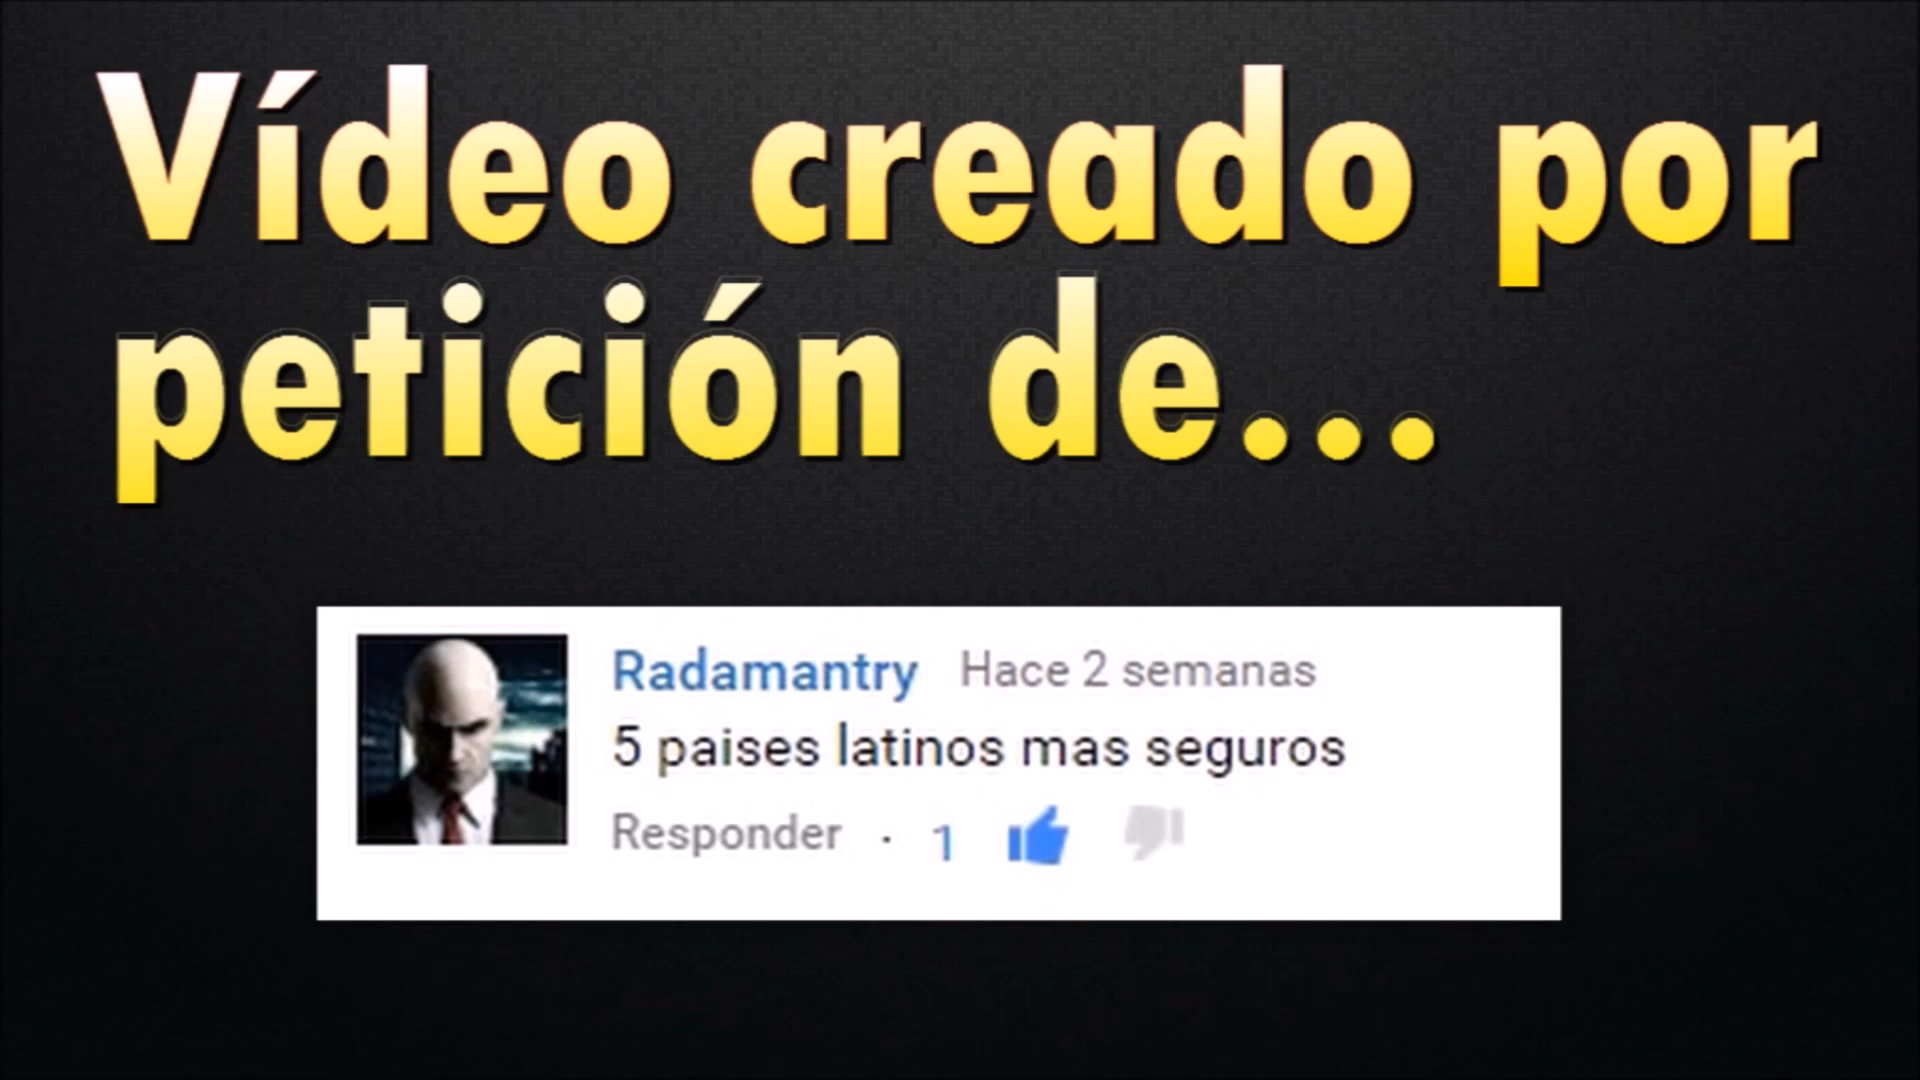 Vídeo creado por
petición de...
Radamantry Hace 2 semanas
5 paises latinos mas seguros
Responder · 1